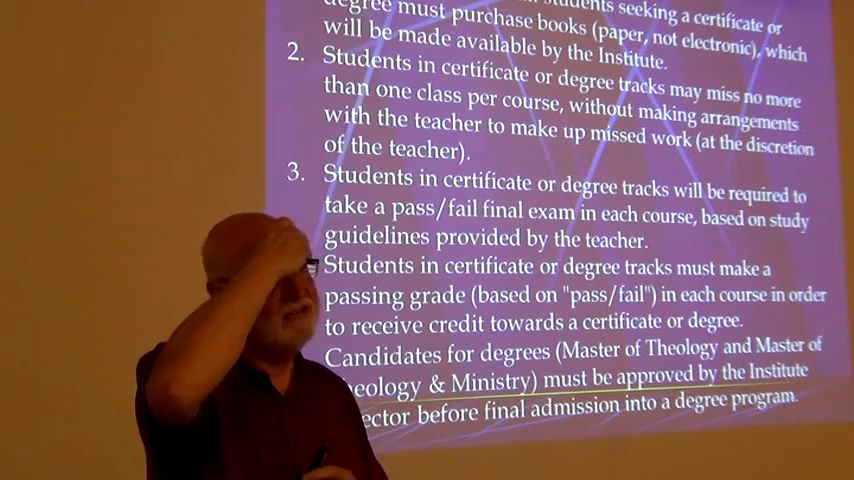 students seeking a certificate or
degree must purchase books (paper, not electronic), which
will be made available by the Institute.
2. Students in certificate or degree tracks may miss no more
than one class per course, without making arrangements
with the teacher to make up missed work (at the discretion
of the teacher).
3. Students in certificate or degree tracks will be required to
take a pass/fail final exam in each course, based on study
guidelines provided by the teacher.
Students in certificate or degree tracks must make a
passing grade (based on "pass/fail") in each course in order
to receive credit towards a certificate or degree.
Candidates for degrees (Master of Theology and Master of
eology & Ministry) must be approved by the Institute
ector before final admission into a degree program.